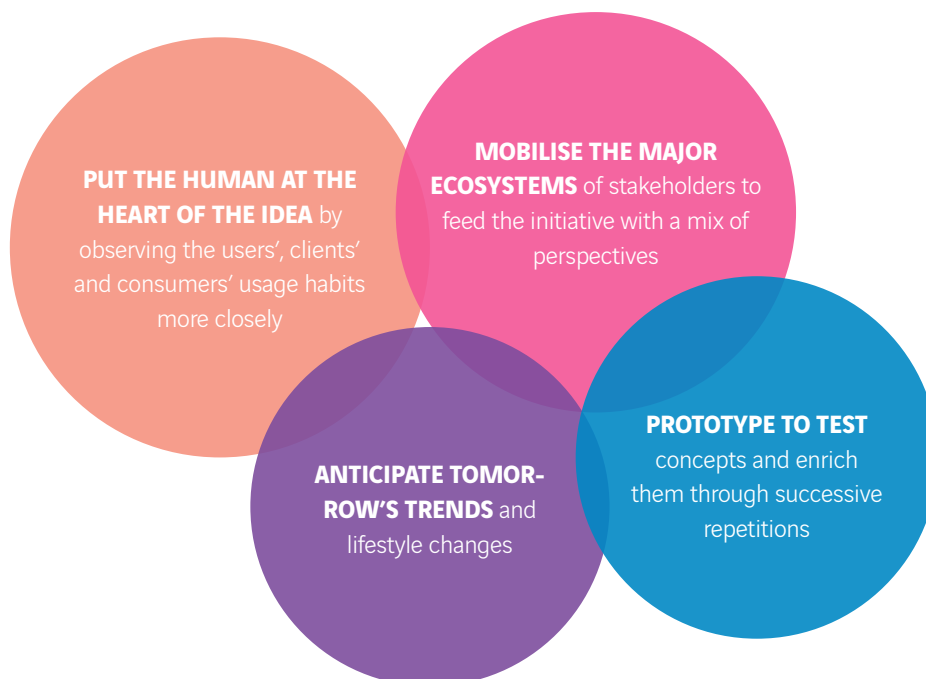 PUT THE HUMAN AT THE
HEART OF THE IDEA by
observing the users’, clients’
and consumers’ usage habits
more closely
MOBILISE THE MAJOR
ECOSYSTEMS of stakeholders to
feed the initiative with a mix of
perspectives
ANTICIPATE TOMOR-
ROW’S TRENDS and
lifestyle changes
PROTOTYPE TO TEST
concepts and enrich
them through successive
repetitions